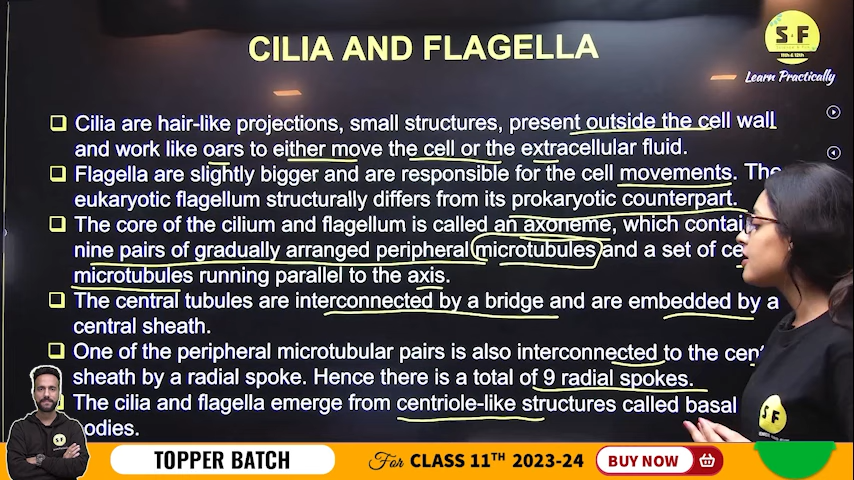 CILIA AND FLAGELLA
S F
11th & 12th
Learn Practically
Cilia are hair-like projections, small structures, present outside the cell wall
and work like oars to either move the cell or the extracellular fluid.
Flagella are slightly bigger and are responsible for the cell movements. The
eukaryotic flagellum structurally differs from its prokaryotic counterpart.
The core of the cilium and flagellum is called an axoneme, which contai
nine pairs of gradually arranged peripheral microtubules and a set of ce
microtubules running parallel to the axis.
The central tubules are interconnected by a bridge and are embedded by a
central sheath.
One of the peripheral microtubular pairs is also interconnected to the cen
sheath by a radial spoke. Hence there is a total of 9 radial spokes.
The cilia and flagella emerge from centriole-like structures called basal
odies.
SF
TOPPER BATCH
For CLASS 11TH 2023-24
BUY NOW